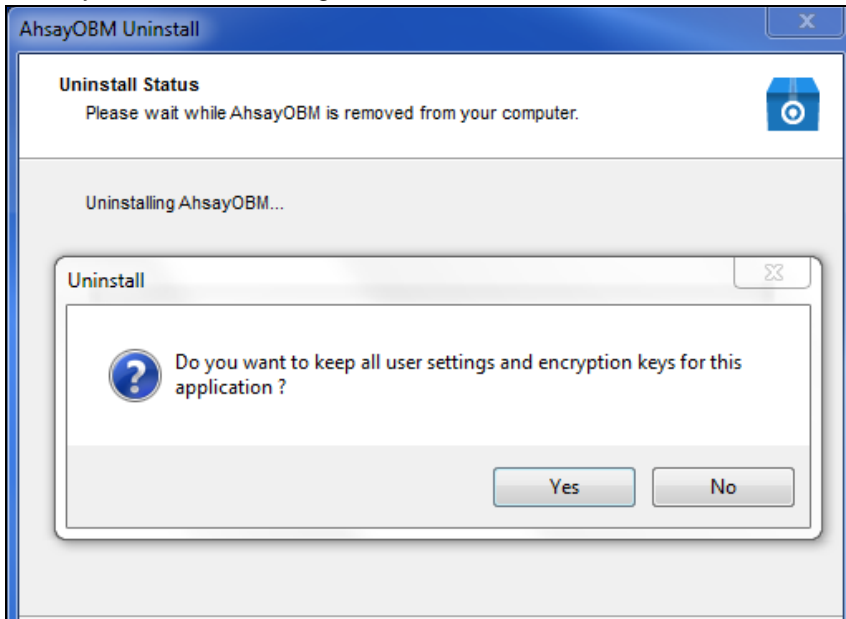 AhsayOBM Uninstall
Uninstall Status
Please wait while AhsayOBM is removed from your computer.
Uninstalling AhsayOBM...
Uninstall
Do you want to keep all user settings and encryption keys for this
application ?
Yes
No